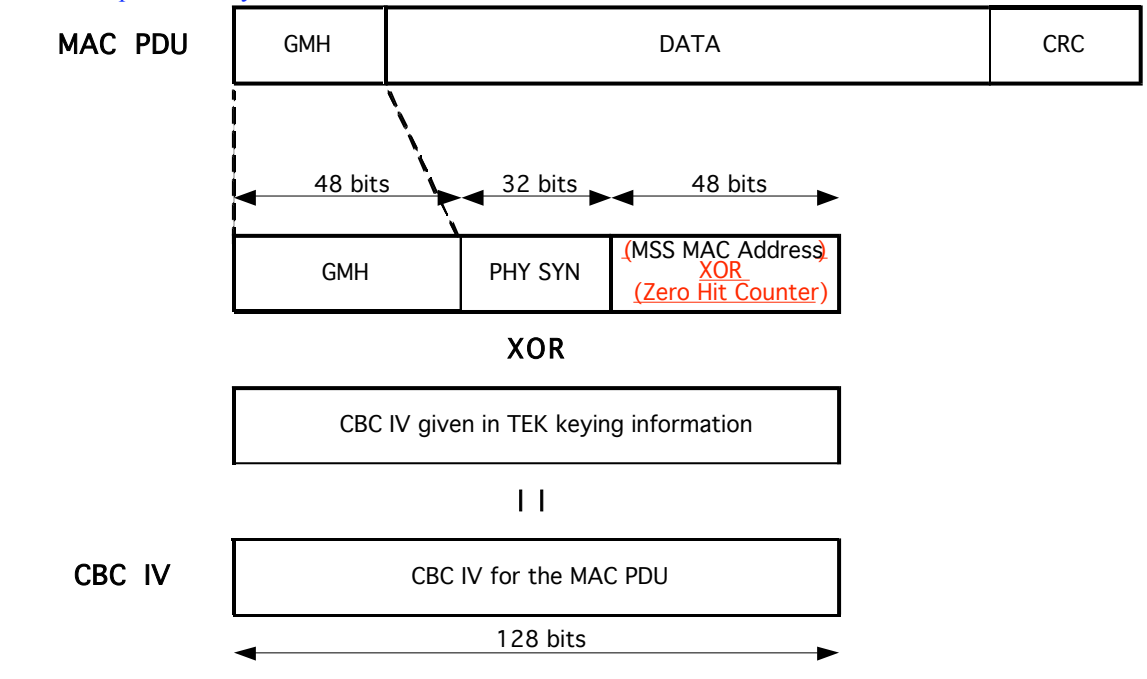 MAC PDU
GMH
DATA
CRC
48 bits
32 bits
48 bits
GMH
PHY SYN
(MSS MAC Address)
XOR
(Zero Hit Counter)
XOR
CBC IV given in TEK keying information
CBC IV
CBC IV for the MAC PDU
128 bits